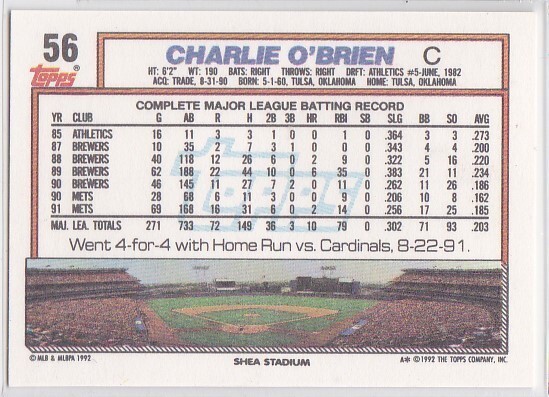 56
Topps
CHARLIE O'BRIEN C
HT: 6'2" WT: 190 BATS: RIGHT THROWS: RIGHT DRFT: ATHLETICS #5-JUNE, 1982
ACQ: TRADE, 8-31-90 BORN: 5-1-60, TULSA, OKLAHOMA HOME: TULSA, OKLAHOMA
COMPLETE MAJOR LEAGUE BATTING RECORD
YR CLUB G AB R H 2B 3B HR RBI SB SLG BB SO AVG
85 ATHLETICS 16 11 3 3 1 0 0 1 0 .364 3 3 .273
87 BREWERS 10 35 2 7 3 1 0 0 0 .343 4 4 .200
88 BREWERS 40 118 12 26 6 0 2 9 0 .322 5 16 .220
89 BREWERS 62 188 22 44 10 0 6 35 0 .383 21 11 .234
90 BREWERS 46 145 11 27 7 2 0 11 0 .262 11 26 .186
90 METS 28 68 6 11 3 0 0 9 0 .206 10 8 .162
91 METS 69 168 16 31 6 0 2 14 0 .256 17 25 .185
MAJ. LEA. TOTALS 271 733 72 149 36 3 10 79 0 .302 71 93 .203
Topps
Went 4-for-4 with Home Run vs. Cardinals, 8-22-91.
© MLB & MLBPA 1992 SHEA STADIUM A* © 1992 THE TOPPS COMPANY, INC.